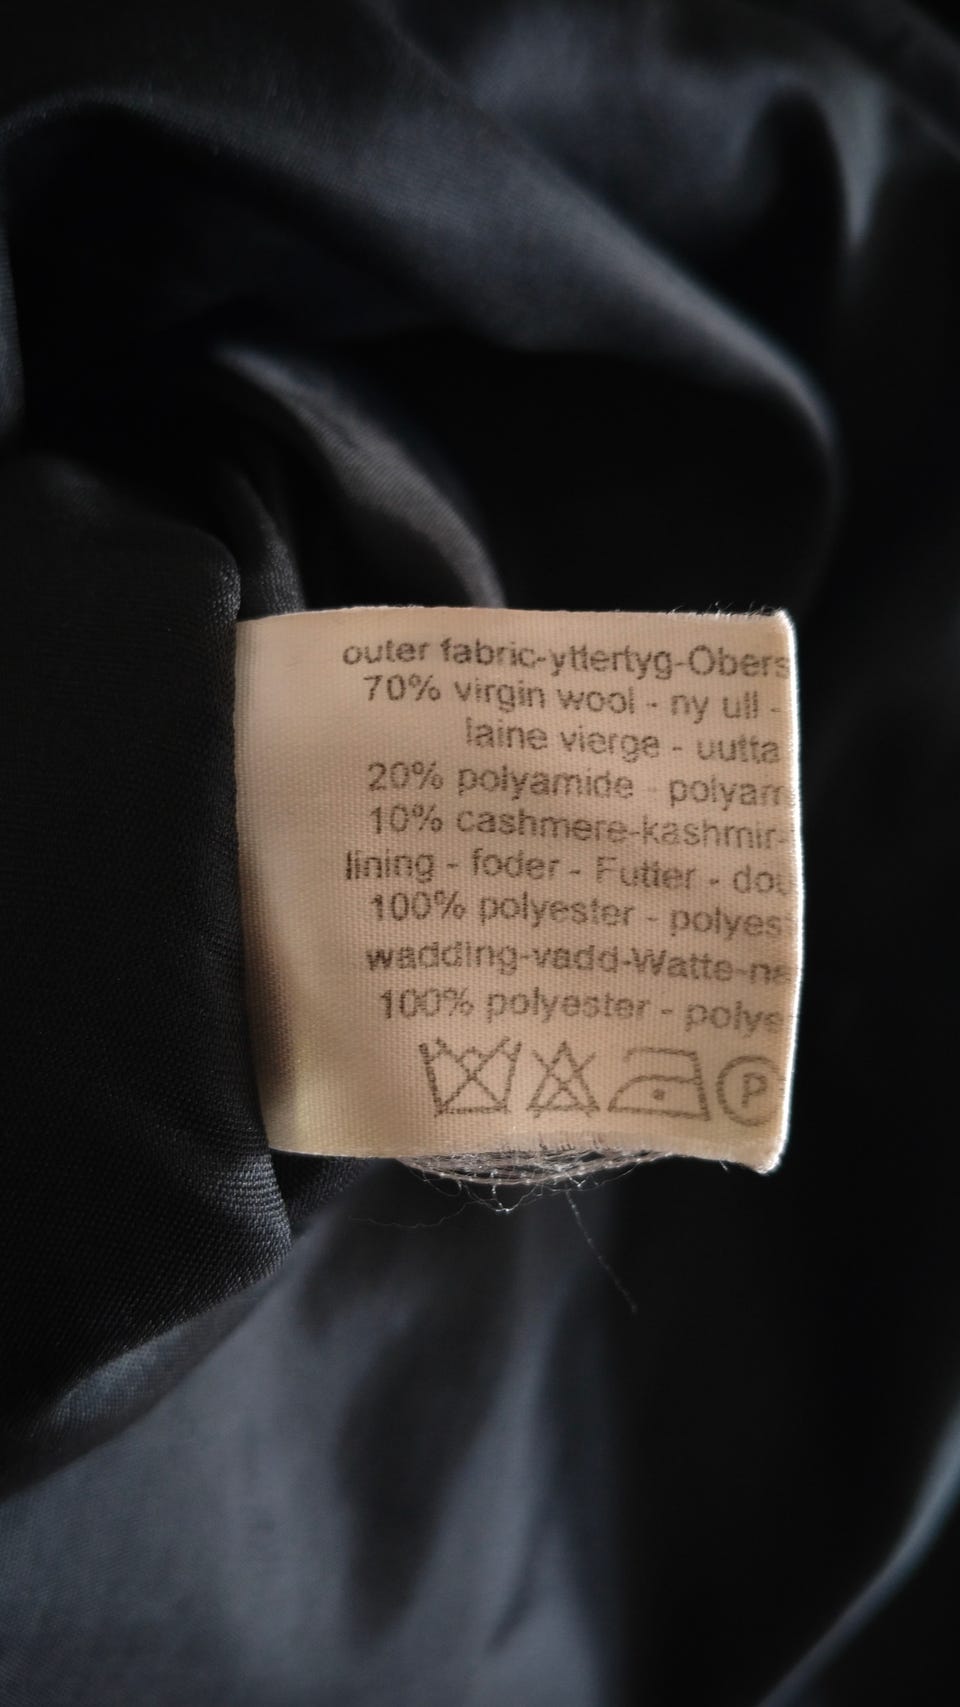 outer fabric-yttertyg-Obers
70% virgin wool - ny ull -
laine vierge - uutta
20% polyamide - polyam
10% cashmere-kashmir-
lining - foder - Futter - dou
100% polyester - polyes
wadding-vadd-Watte-ne
100% polyester - polye
P